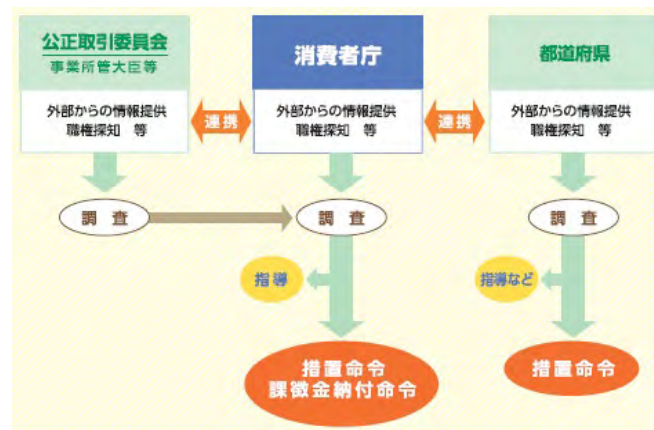 公正取引委員会
事業所管大臣等
外部からの情報提供
職権探知 等
連携
消費者庁
外部からの情報提供
職権探知 等
連携
都道府県
外部からの情報提供
職権探知 等
調査
調査
調査
指導
指導など
措置命令
課徴金納付命令
措置命令